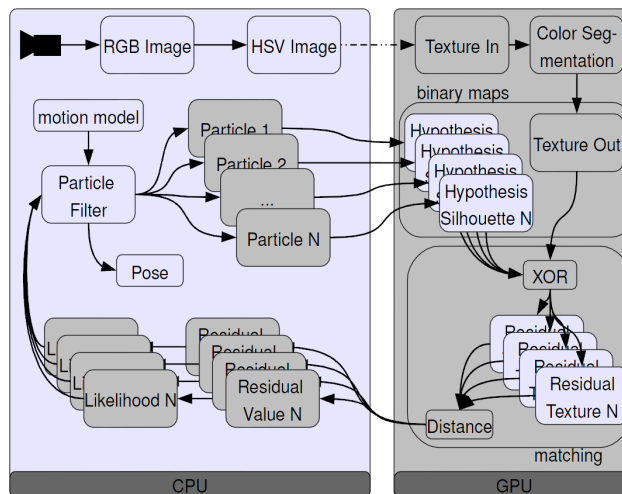 RGB Image
HSV Image
Texture In
Color Seg-
mentation
binary maps
motion model
Particle 1
Particle 2
...
Particle N
Particle
Filter
Pose
Hypothesis
Hypothesis
Hypothesis
Hypothesis
Silhouette N
Texture Out
XOR
Residual
Residual
Residual
Residual
Texture N
Distance
matching
Residual
Residual
Residual
Residual
Value N
Likelihood N
CPU
GPU